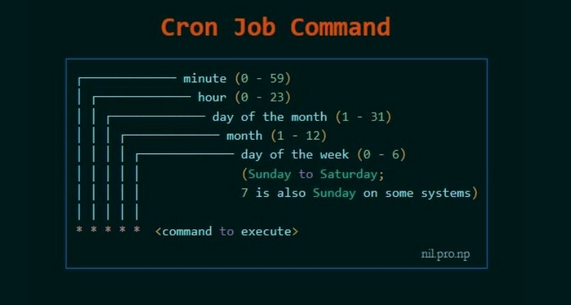 Cron Job Command
minute (0 - 59)
hour (0 - 23)
day of the month (1 - 31)
month (1 - 12)
day of the week (0 - 6)
(Sunday to Saturday;
7 is also Sunday on some systems)
* * * * * <command to execute>
nil.pro.np